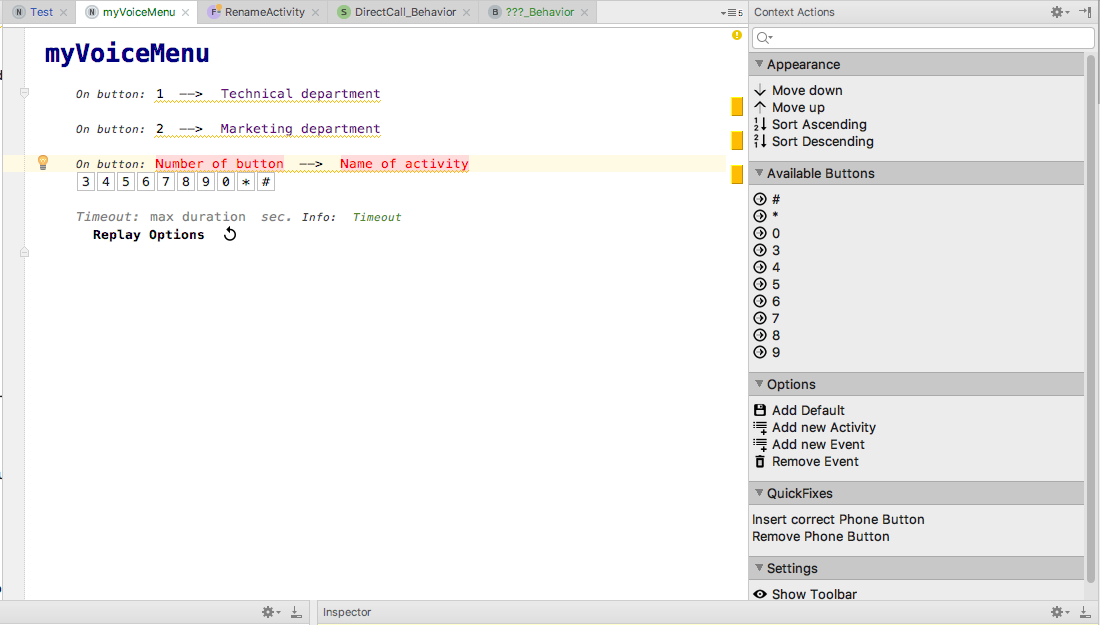 Test
myVoiceMenu
RenameActivity
DirectCall_Behavior
???_Behavior
5
Context Actions
myVoiceMenu
On button: 1 --> Technical department
On button: 2 --> Marketing department
On button: Number of button --> Name of activity
3 4 5 6 7 8 9 0 * #
Timeout: max duration sec. Info: Timeout
Replay Options
Appearance
Move down
Move up
Sort Ascending
Sort Descending
Available Buttons
#
*
0
3
4
5
6
7
8
9
Options
Add Default
Add new Activity
Add new Event
Remove Event
QuickFixes
Insert correct Phone Button
Remove Phone Button
Settings
Show Toolbar
Inspector